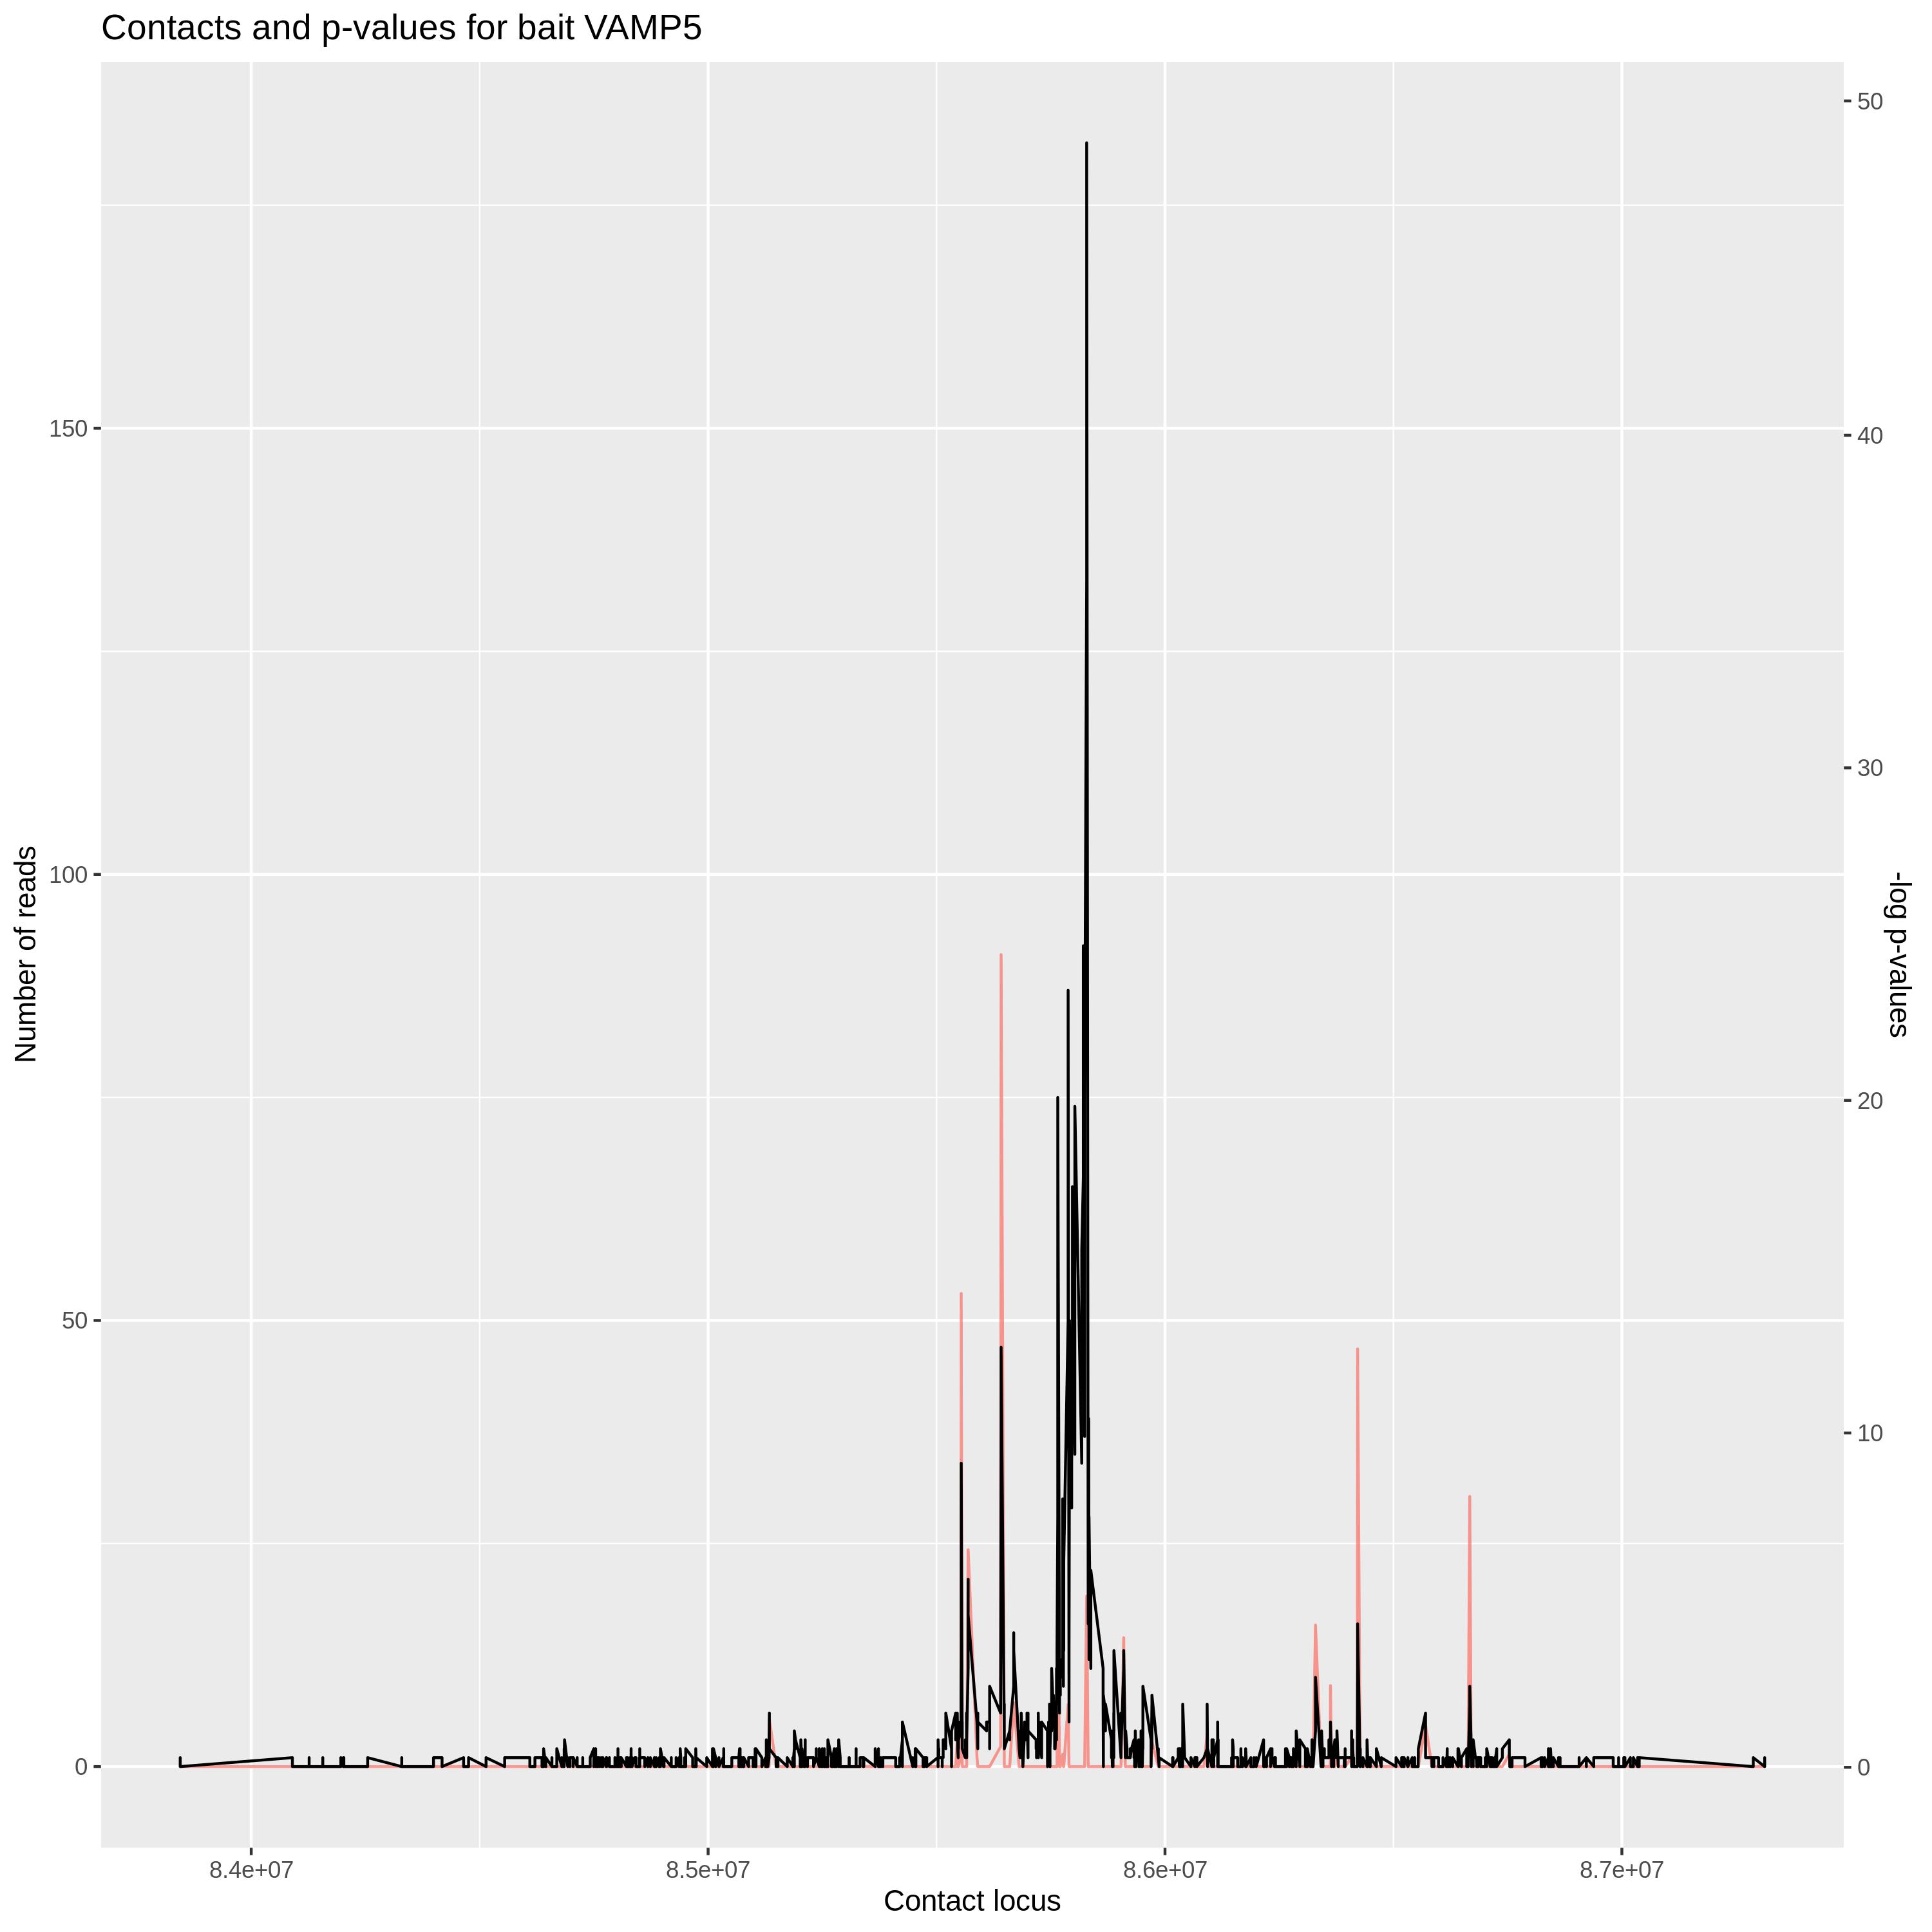 Contacts and p-values for bait VAMP5
50
150
40
30
100
20
50
10
0
0
Number of reads
-log p-values
8.4e+07
8.5e+07
8.6e+07
8.7e+07
Contact locus